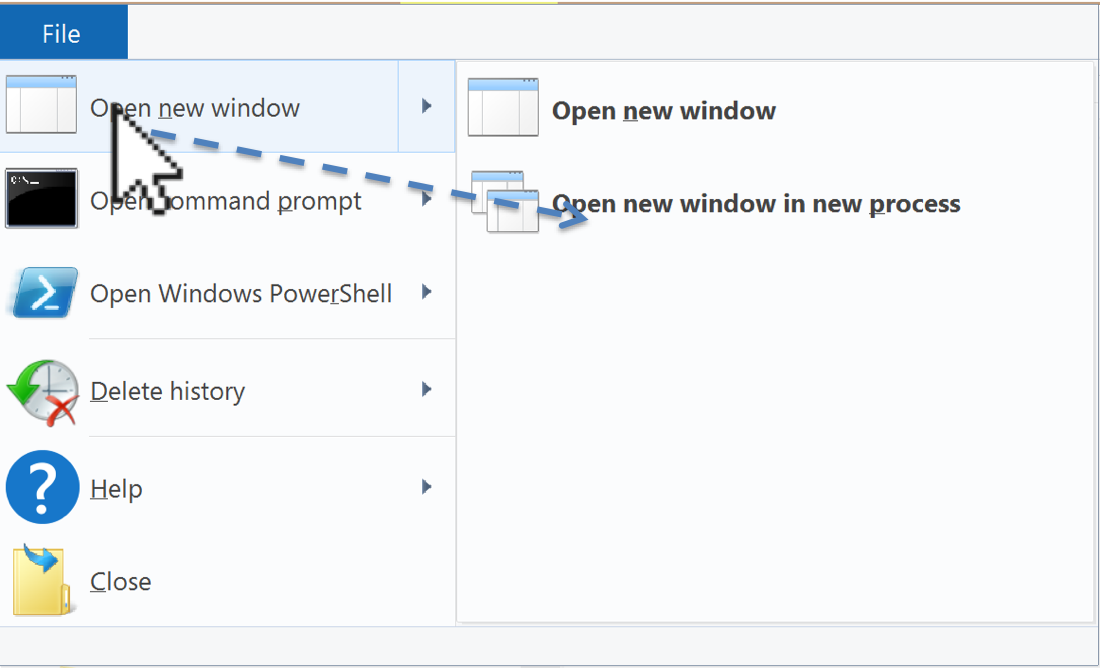 File
Open new window
Open command prompt
Open Windows PowerShell
Delete history
Help
Close
Open new window
Open new window in new process
C:\_